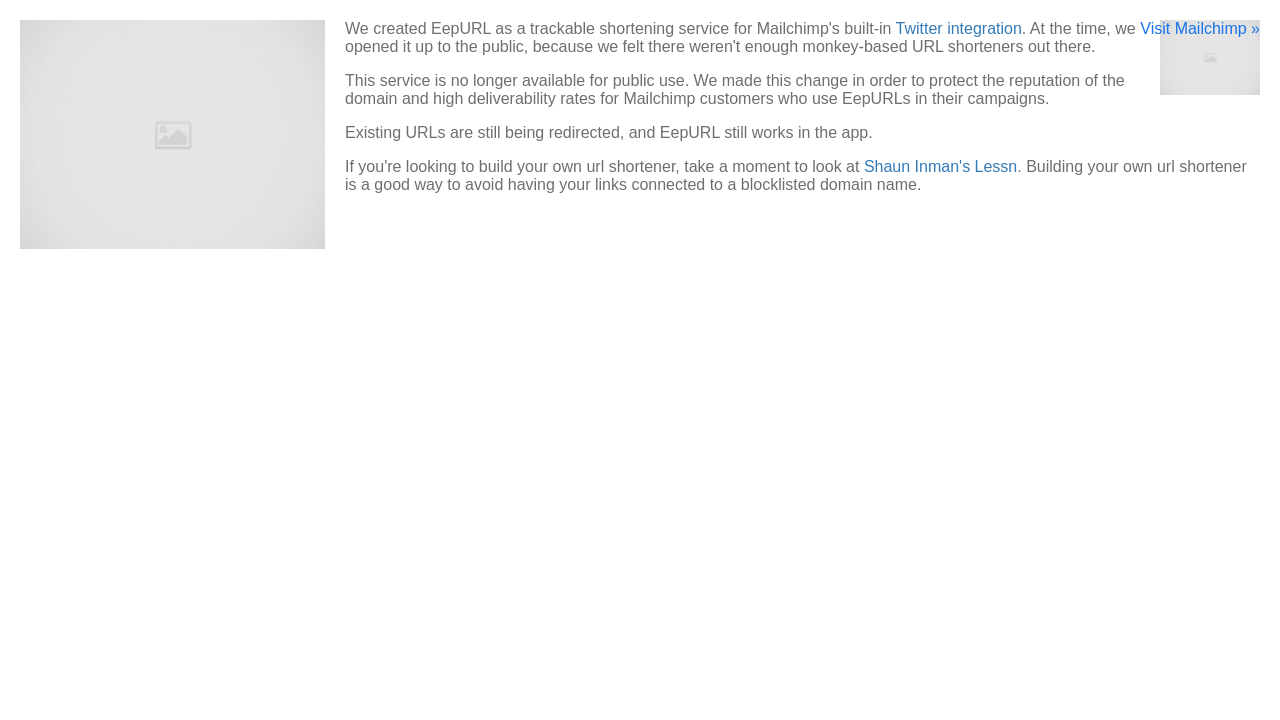 We created EepURL as a trackable shortening service for Mailchimp's built-in Twitter integration. At the time, we
opened it up to the public, because we felt there weren't enough monkey-based URL shorteners out there.
Visit Mailchimp »
This service is no longer available for public use. We made this change in order to protect the reputation of the
domain and high deliverability rates for Mailchimp customers who use EepURLs in their campaigns.
Existing URLs are still being redirected, and EepURL still works in the app.
If you're looking to build your own url shortener, take a moment to look at Shaun Inman's Lessn. Building your own url shortener
is a good way to avoid having your links connected to a blocklisted domain name.